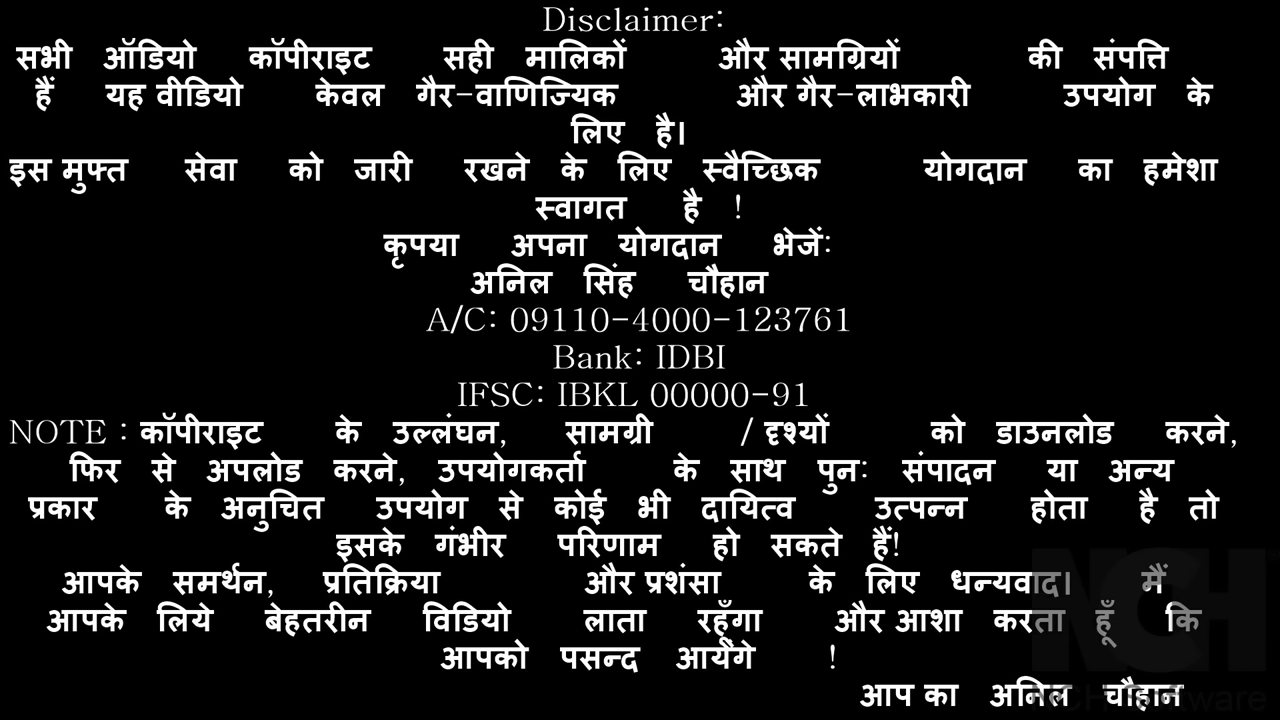 Disclaimer:
सभी ऑडियो कॉपीराइट सही मालिकों और सामग्रियों की संपत्ति
हैं यह वीडियो केवल गैर-वाणिज्यिक और गैर-लाभकारी उपयोग के
लिए है।
इस मुफ्त सेवा को जारी रखने के लिए स्वैच्छिक योगदान का हमेशा
स्वागत है !
कृपया अपना योगदान भेजें:
अनिल सिंह चौहान
A/C: 09110-4000-123761
Bank: IDBI
IFSC: IBKL 00000-91
NOTE : कॉपीराइट के उल्लंघन, सामग्री / दृश्यों को डाउनलोड करने,
फिर से अपलोड करने, उपयोगकर्ता के साथ पुन: संपादन या अन्य
प्रकार के अनुचित उपयोग से कोई भी दायित्व उत्पन्न होता है तो
इसके गंभीर परिणाम हो सकते हैं!
आपके समर्थन, प्रतिक्रिया और प्रशंसा के लिए धन्यवाद। मैं
आपके लिये बेहतरीन विडियो लाता रहूँगा और आशा करता हूँ कि
आपको पसन्द आयेंगे !
आप का अनिल चौहान
NCH
NCH Software